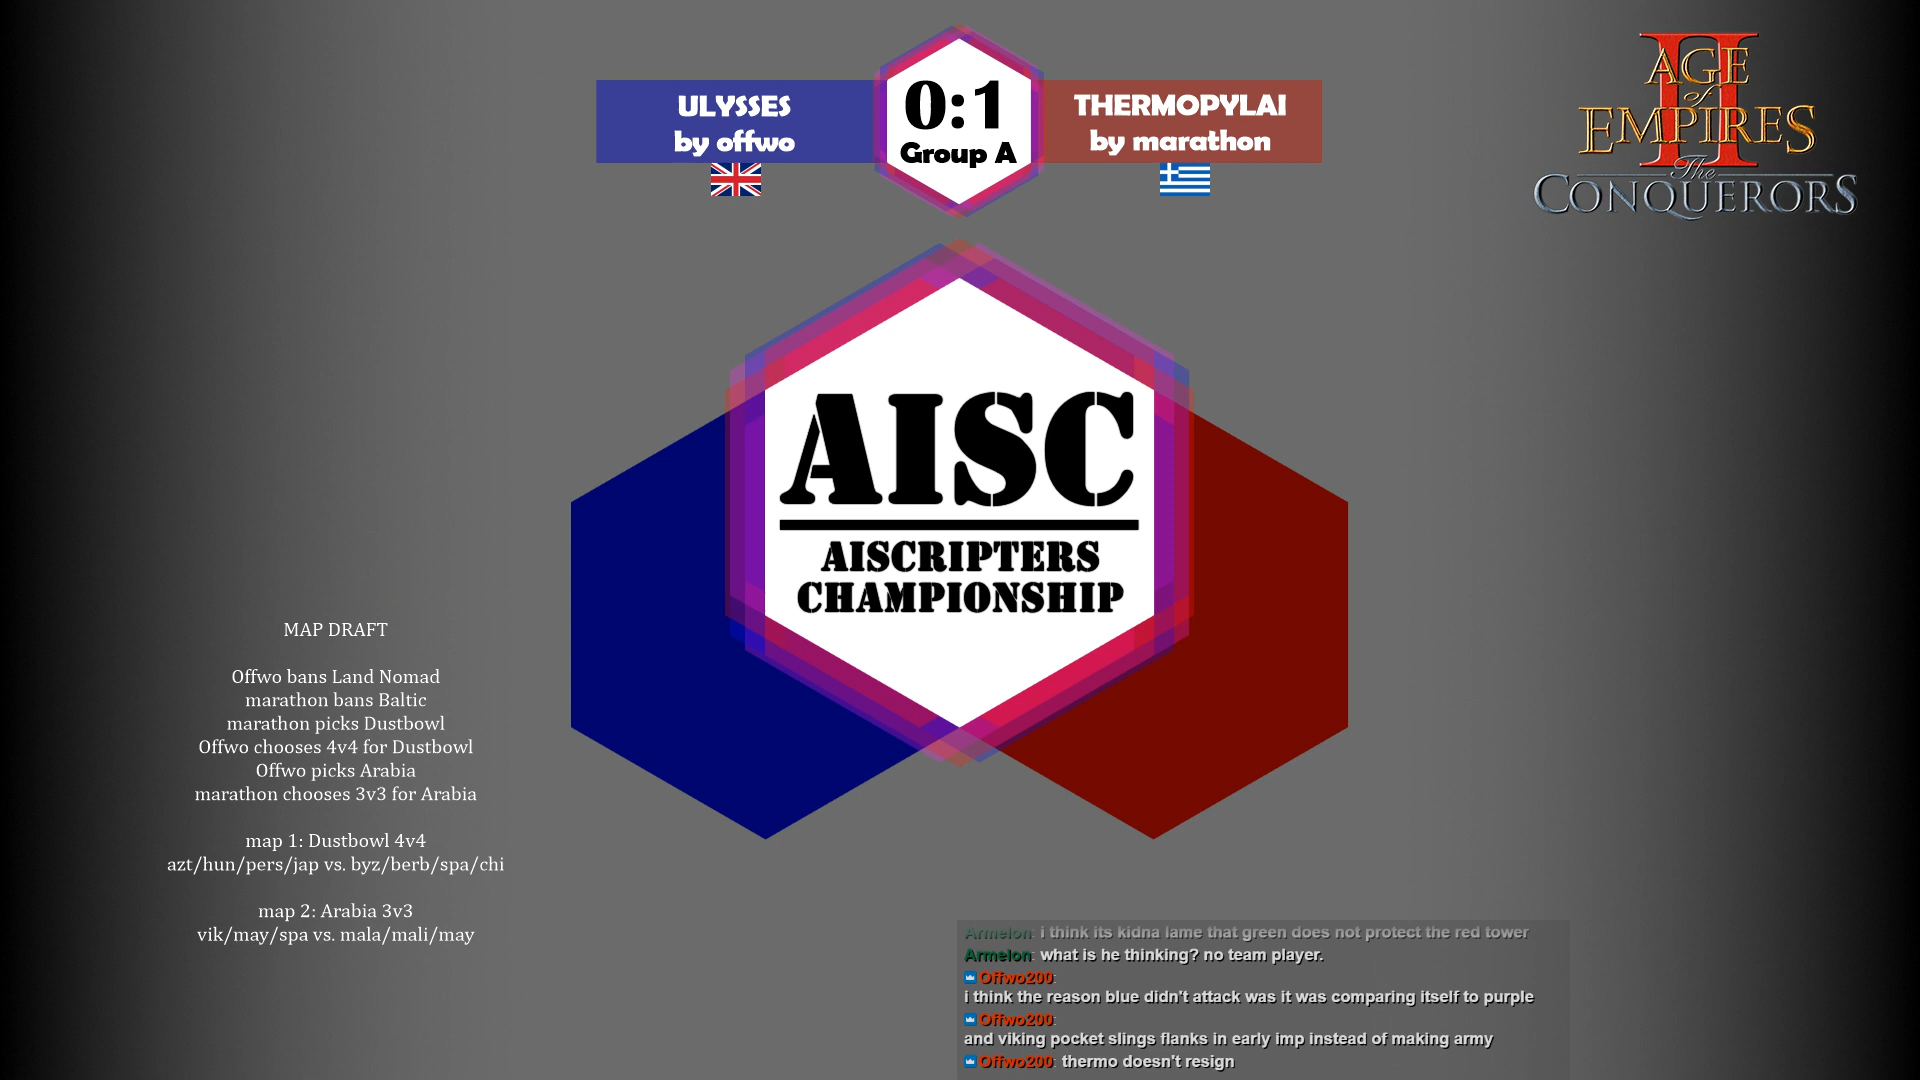 ULYSSES
by offwo
0:1
Group A
THERMOPYLAI
by marathon
AGE
of
EMPIRES
II
The
CONQUERORS
AISC
AISCRIPTERS
CHAMPIONSHIP
MAP DRAFT
Offwo bans Land Nomad
marathon bans Baltic
marathon picks Dustbowl
Offwo chooses 4v4 for Dustbowl
Offwo picks Arabia
marathon chooses 3v3 for Arabia
map 1: Dustbowl 4v4
azt/hun/pers/jap vs. byz/berb/spa/chi
map 2: Arabia 3v3
vik/may/spa vs. mala/mali/may
Armelon: i think its kidna lame that green does not protect the red tower
Armelon: what is he thinking? no team player.
Offwo200:
i think the reason blue didn't attack was it was comparing itself to purple
Offwo200:
and viking pocket slings flanks in early imp instead of making army
Offwo200: thermo doesn't resign